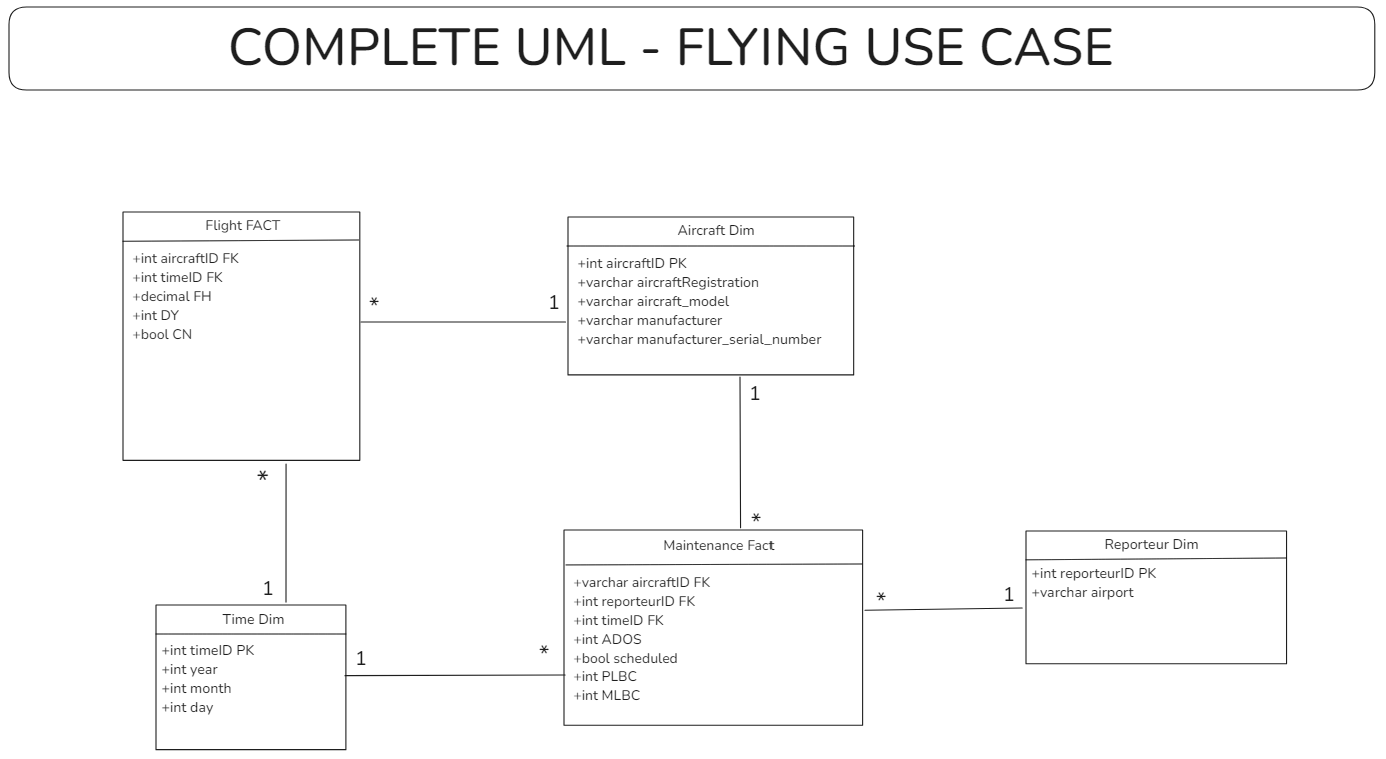 COMPLETE UML - FLYING USE CASE
Flight FACT
+int aircraftID FK
+int timeID FK
+decimal FH
+int DY
+bool CN
*
1
Aircraft Dim
+int aircraftID PK
+varchar aircraftRegistration
+varchar aircraft_model
+varchar manufacturer
+varchar manufacturer_serial_number
1
*
*
1
Time Dim
+int timeID PK
+int year
+int month
+int day
1
*
Maintenance Fact
+varchar aircraftID FK
+int reporteurID FK
+int timeID FK
+int ADOS
+bool scheduled
+int PLBC
+int MLBC
*
1
Reporteur Dim
+int reporteurID PK
+varchar airport